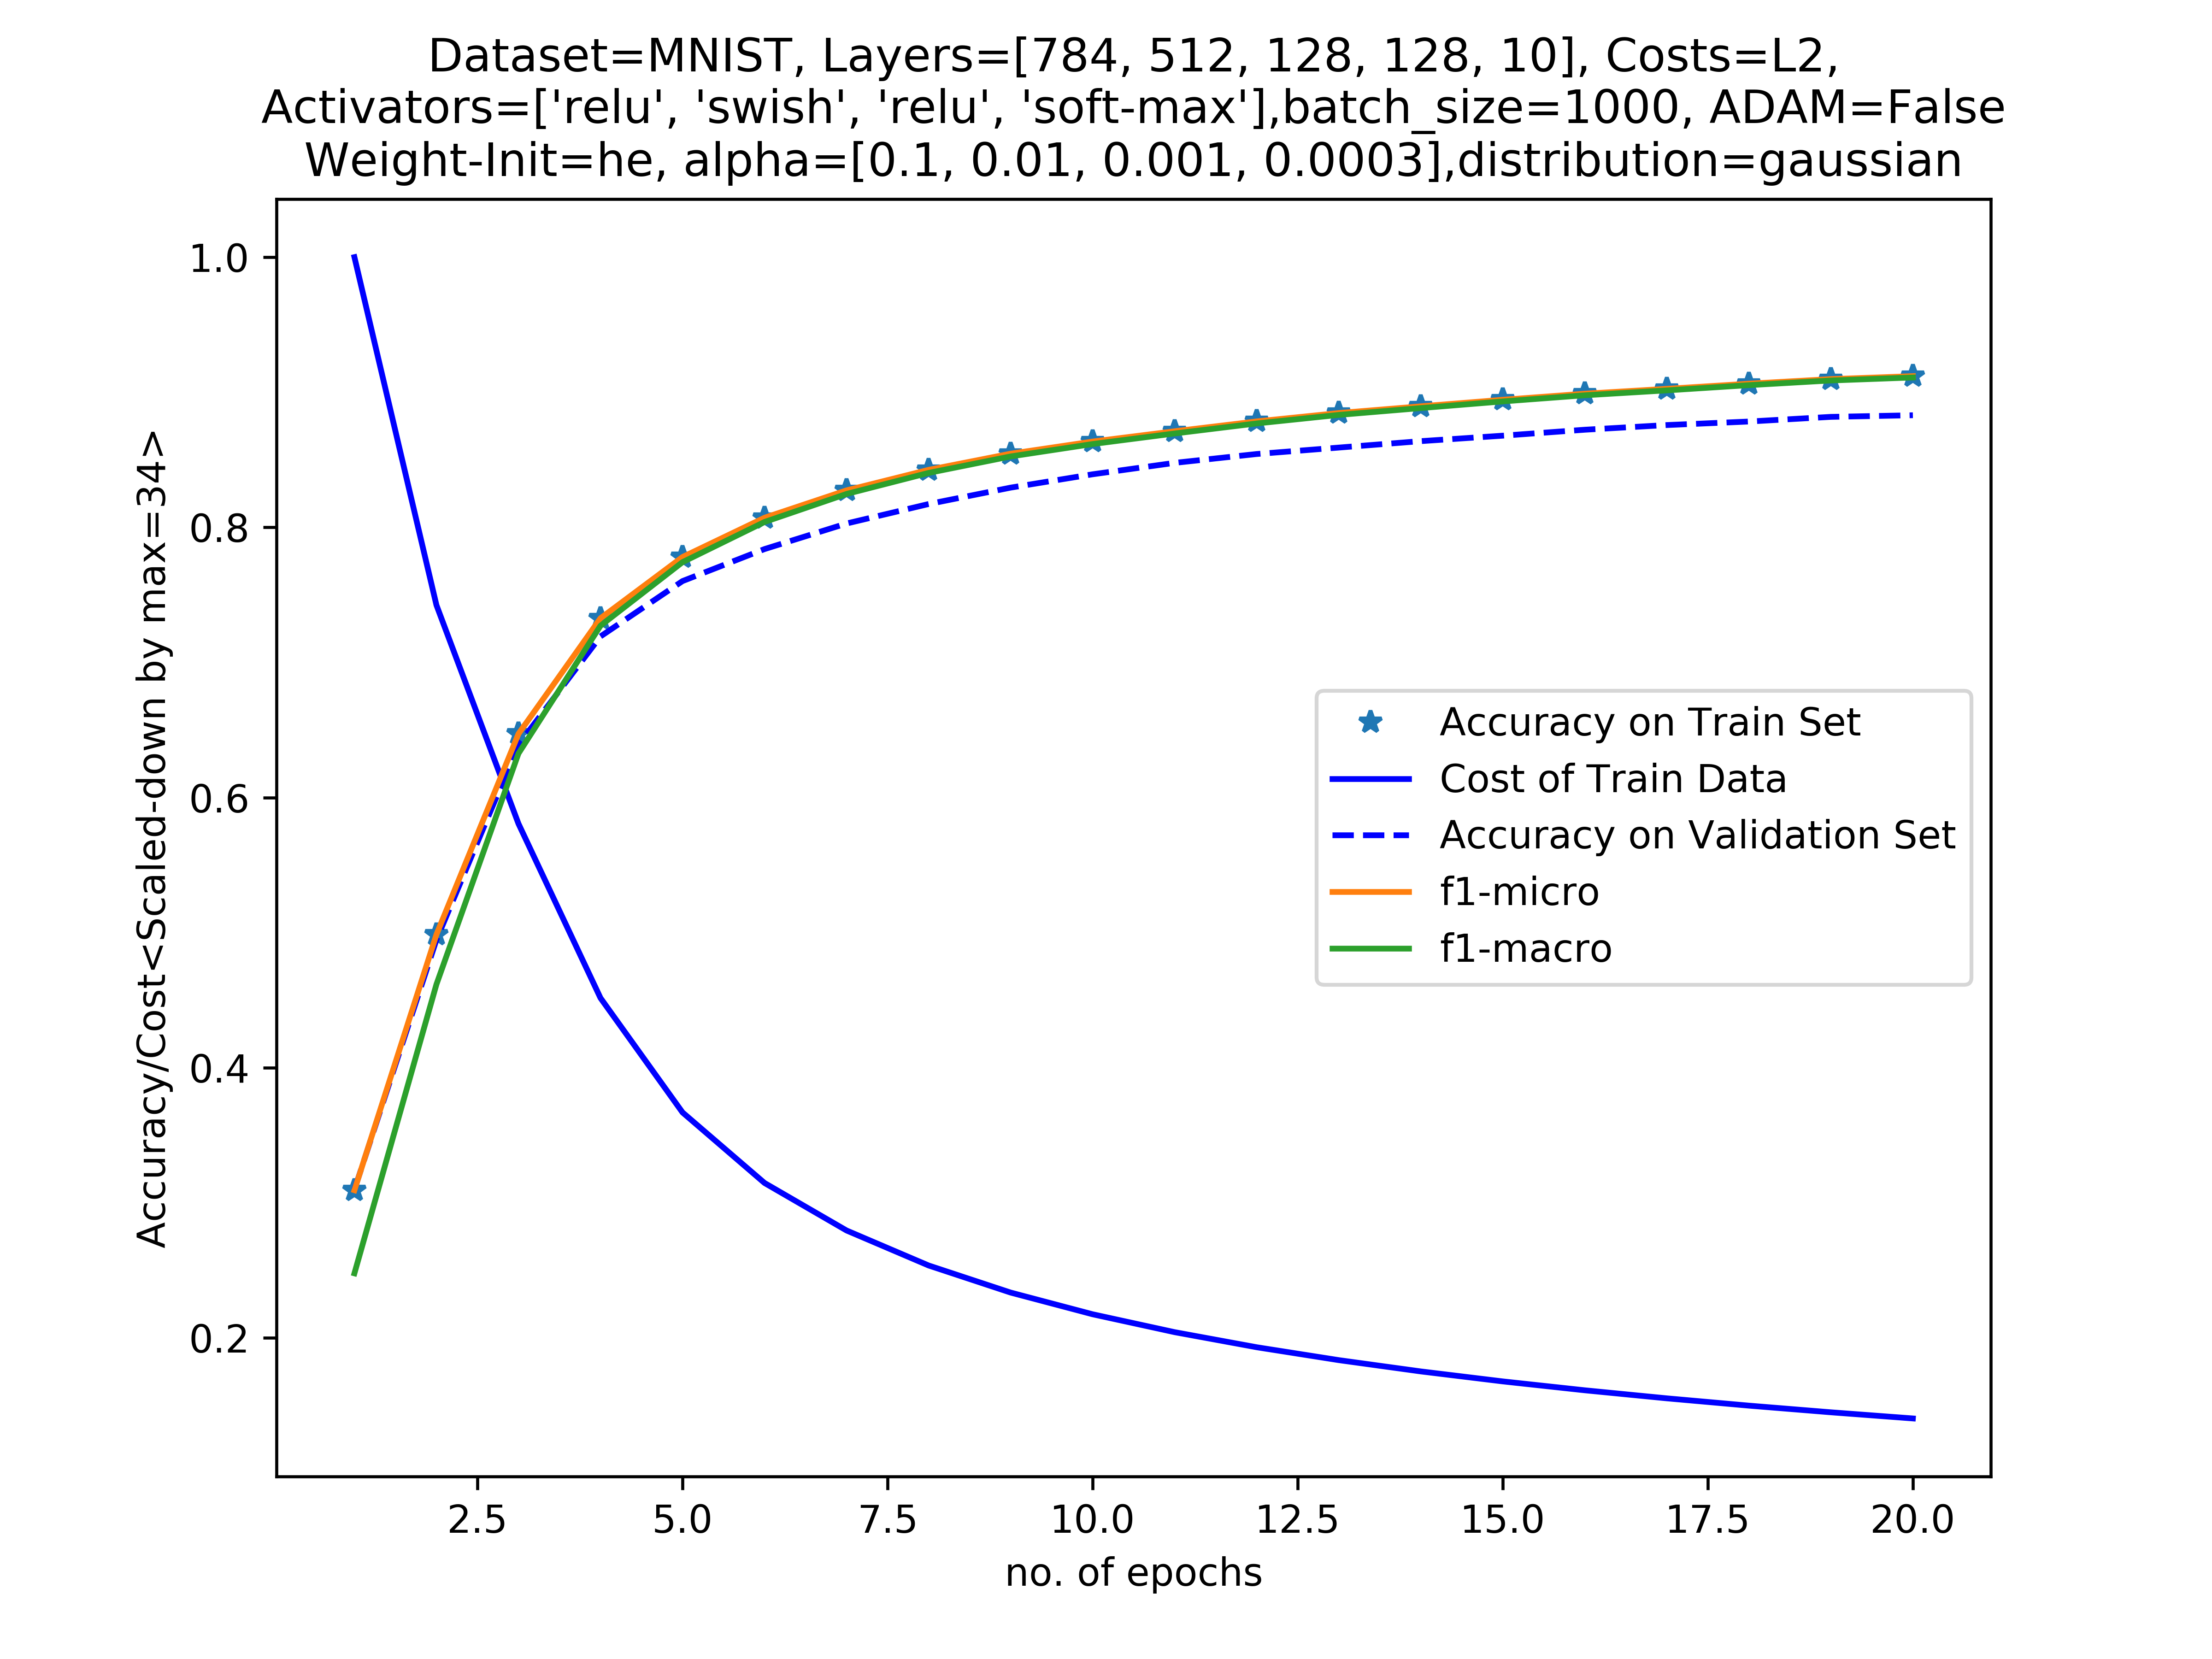 Dataset=MNIST, Layers=[784, 512, 128, 128, 10], Costs=L2,
Activators=['relu', 'swish', 'relu', 'soft-max'],batch_size=1000, ADAM=False
Weight-Init=he, alpha=[0.1, 0.01, 0.001, 0.0003],distribution=gaussian
Accuracy/Cost<Scaled-down by max=34>
1.0
0.8
0.6
0.4
0.2
Accuracy on Train Set
Cost of Train Data
Accuracy on Validation Set
f1-micro
f1-macro
2.5 5.0 7.5 10.0 12.5 15.0 17.5 20.0
no. of epochs